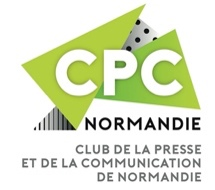 CPC
NORMANDIE
CLUB DE LA PRESSE
ET DE LA COMMUNICATION
DE NORMANDIE